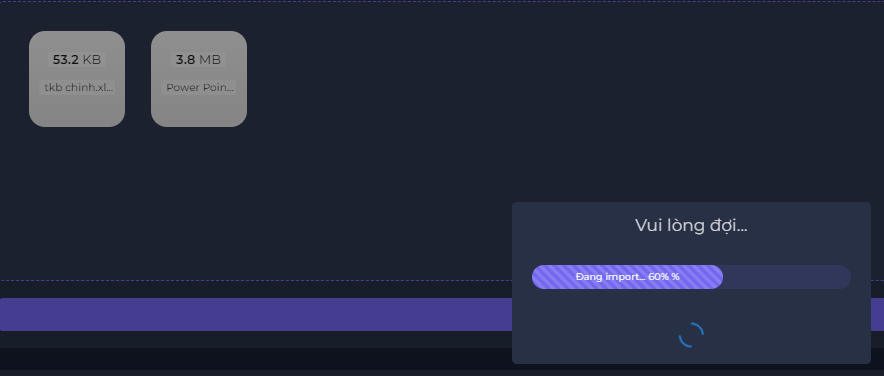 53.2 KB
3.8 MB
tkb chinh.xl...
Power Poin...
Vui lòng đợi...
Đang import... 60% %